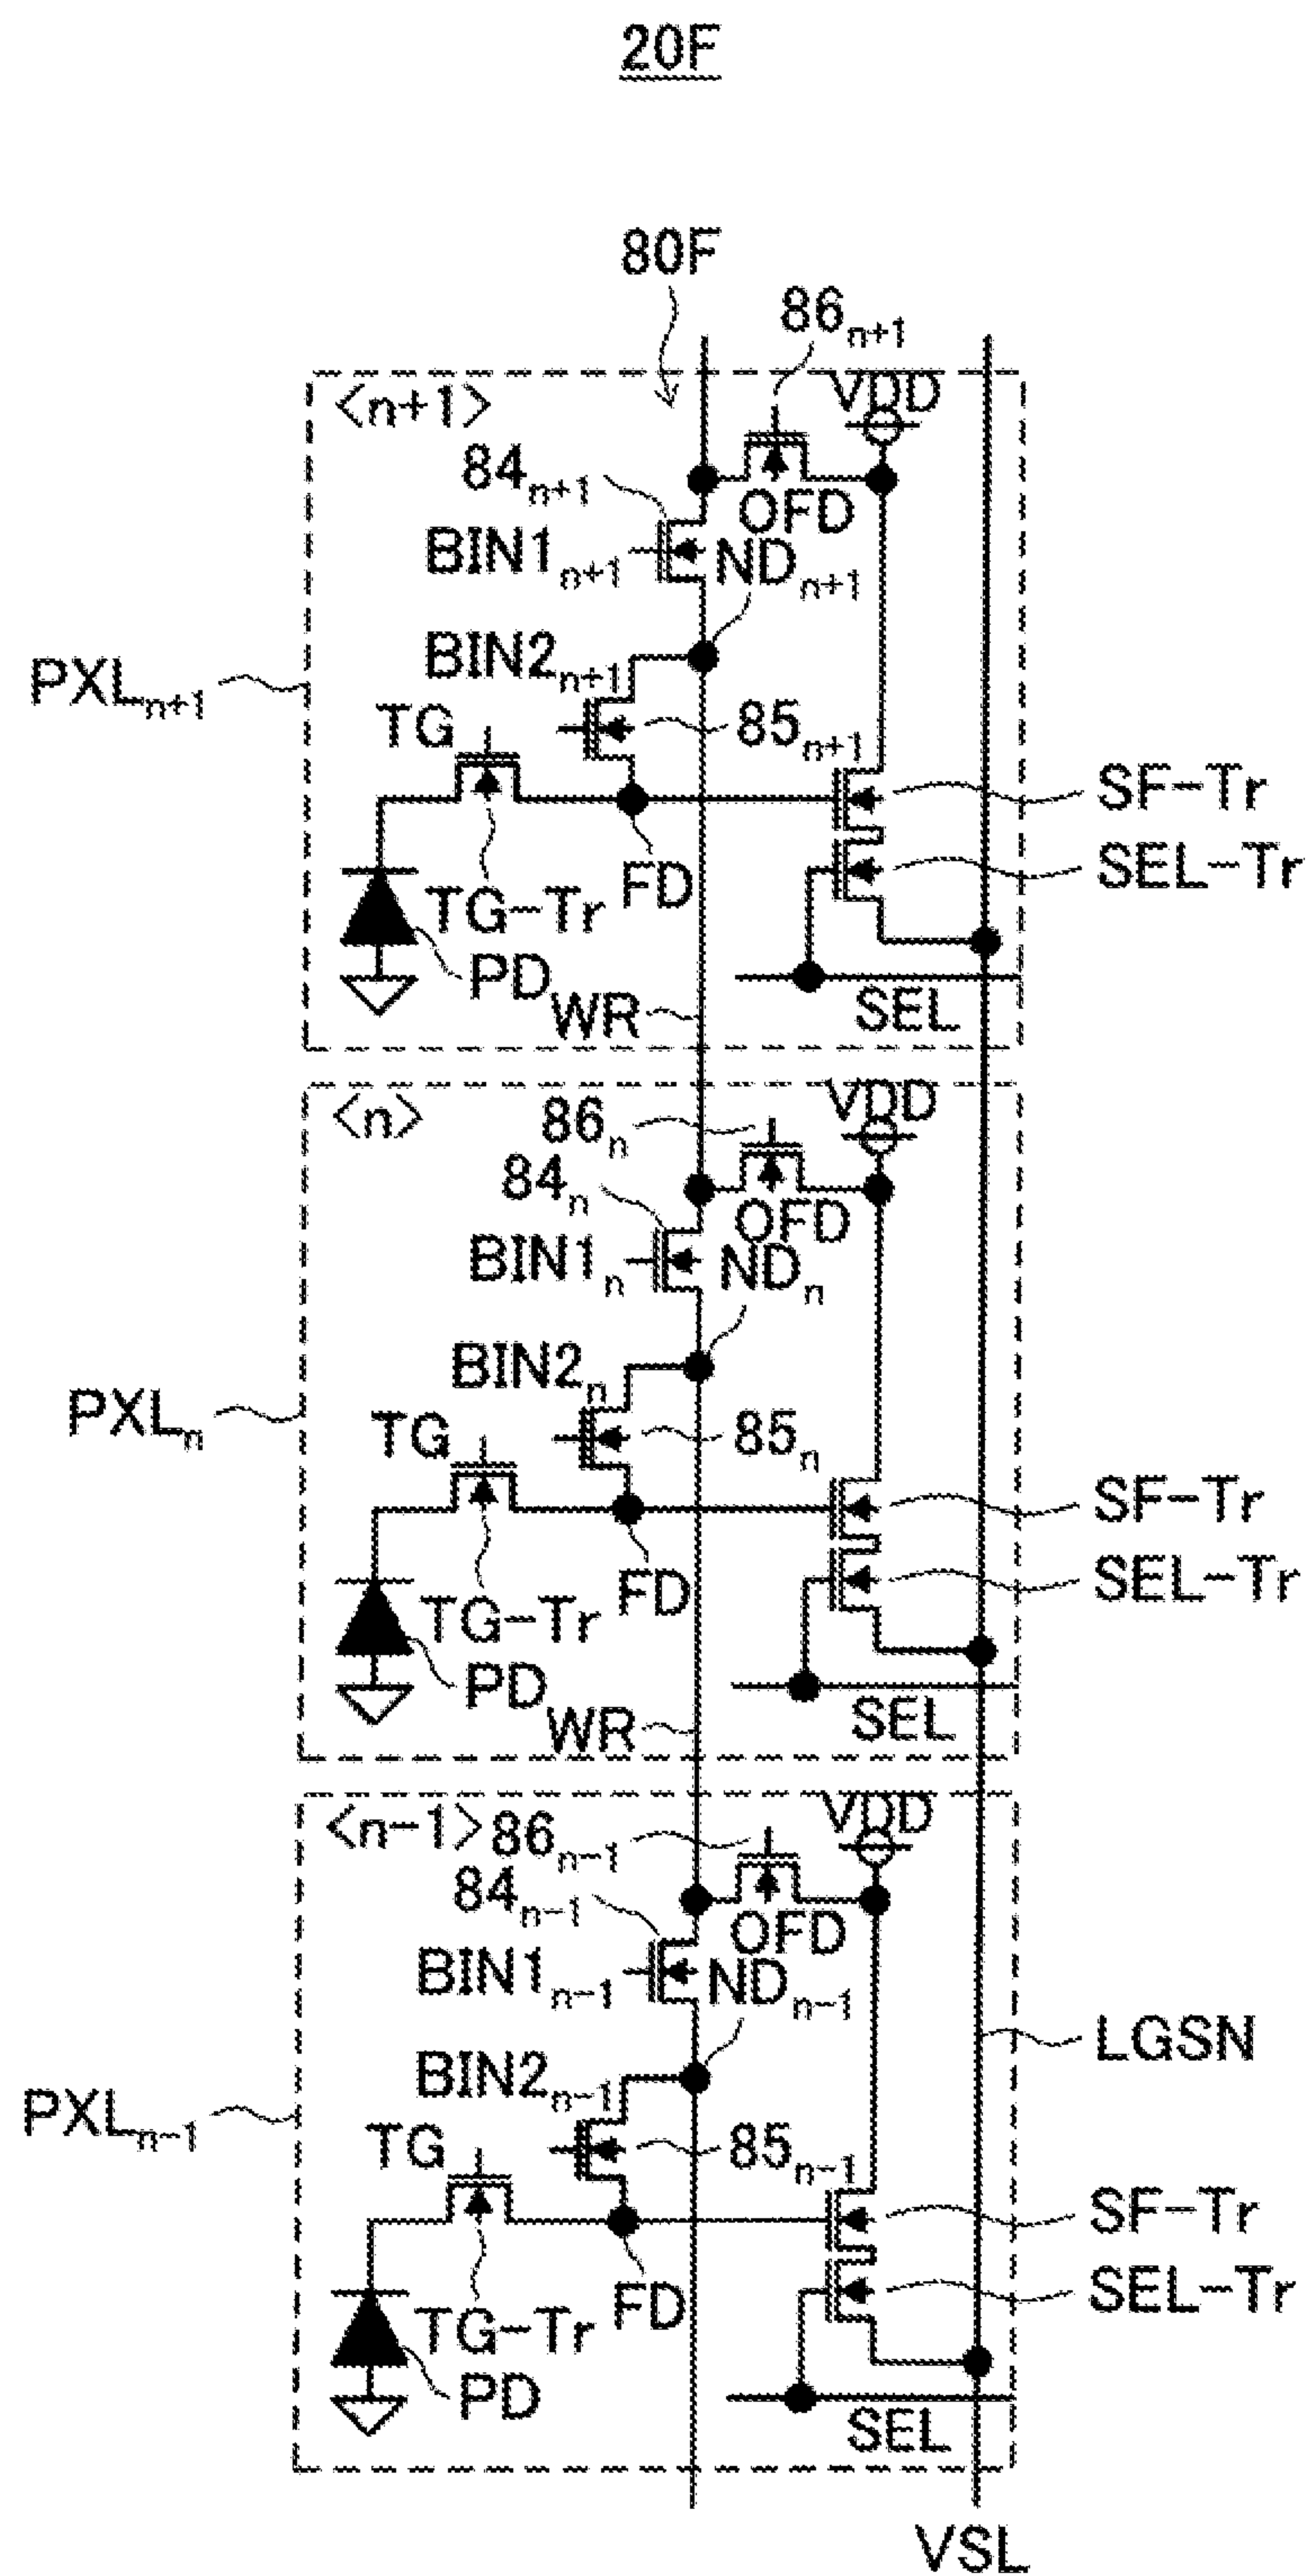 20F
80F
86n+1
<n+1>
VDD
84n+1
OFD
BIN1n+1
NDn+1
BIN2n+1
PXLn+1
TG
85n+1
SF-Tr
SEL-Tr
FD
TG-Tr
PD
WR
SEL
<n>
VDD
86n
84n
OFD
BIN1n
NDn
BIN2n
PXLn
TG
85n
SF-Tr
SEL-Tr
FD
TG-Tr
PD
WR
SEL
<n-1>
VDD
86n-1
84n-1
OFD
BIN1n-1
NDn-1
LGSN
BIN2n-1
PXLn-1
TG
85n-1
SF-Tr
SEL-Tr
FD
TG-Tr
PD
SEL
VSL